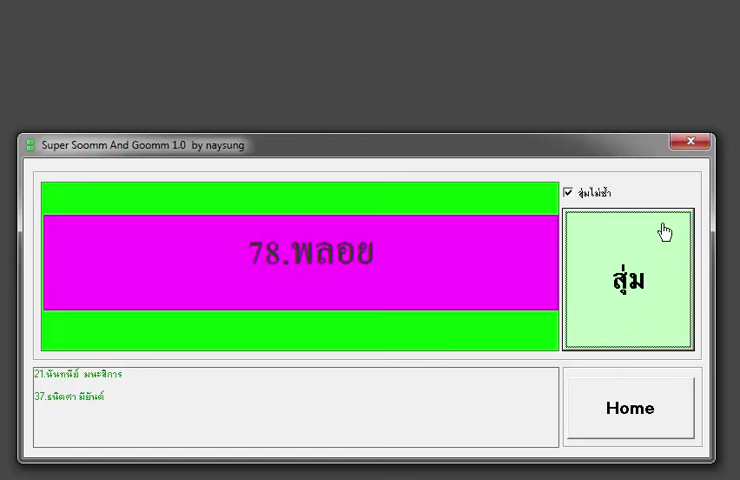 Super Soomm And Goomm 1.0 by naysung
78.พลอย
สุ่มไม่ซ้ำ
สุ่ม
21.นันทนีย์ มนะสิการ
37.ธนิตศา มียันต์
Home